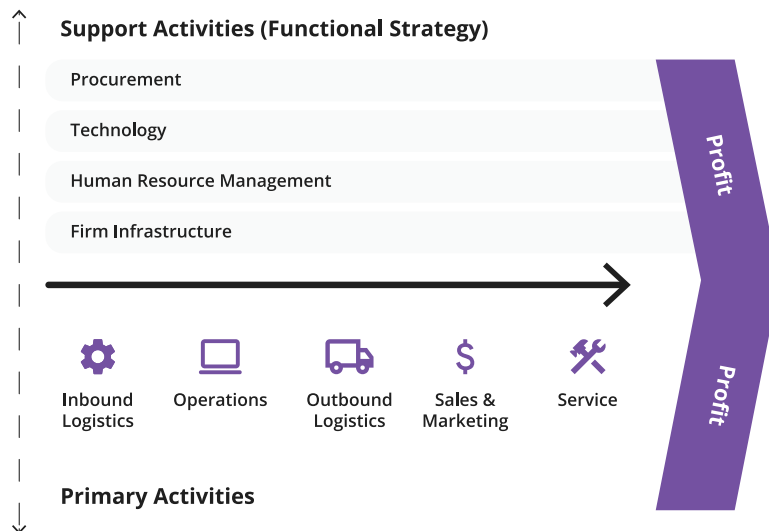 Support Activities (Functional Strategy)
Procurement
Technology
Human Resource Management
Firm Infrastructure
Profit
Inbound
Logistics
Operations
Outbound
Logistics
Sales &
Marketing
Service
Profit
Primary Activities